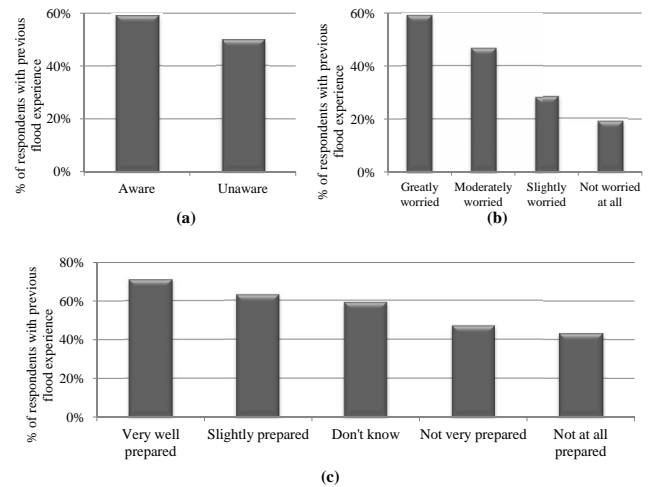 % of respondents with previous
flood experience
60%
40%
20%
0%
Aware
Unaware
(a)
% of respondents with previous
flood experience
60%
40%
20%
0%
Greatly
worried
Moderately
worried
Slightly
worried
Not worried
at all
(b)
% of respondents with previous
flood experience
80%
60%
40%
20%
0%
Very well
prepared
Slightly prepared
Don't know
Not very prepared
Not at all
prepared
(c)